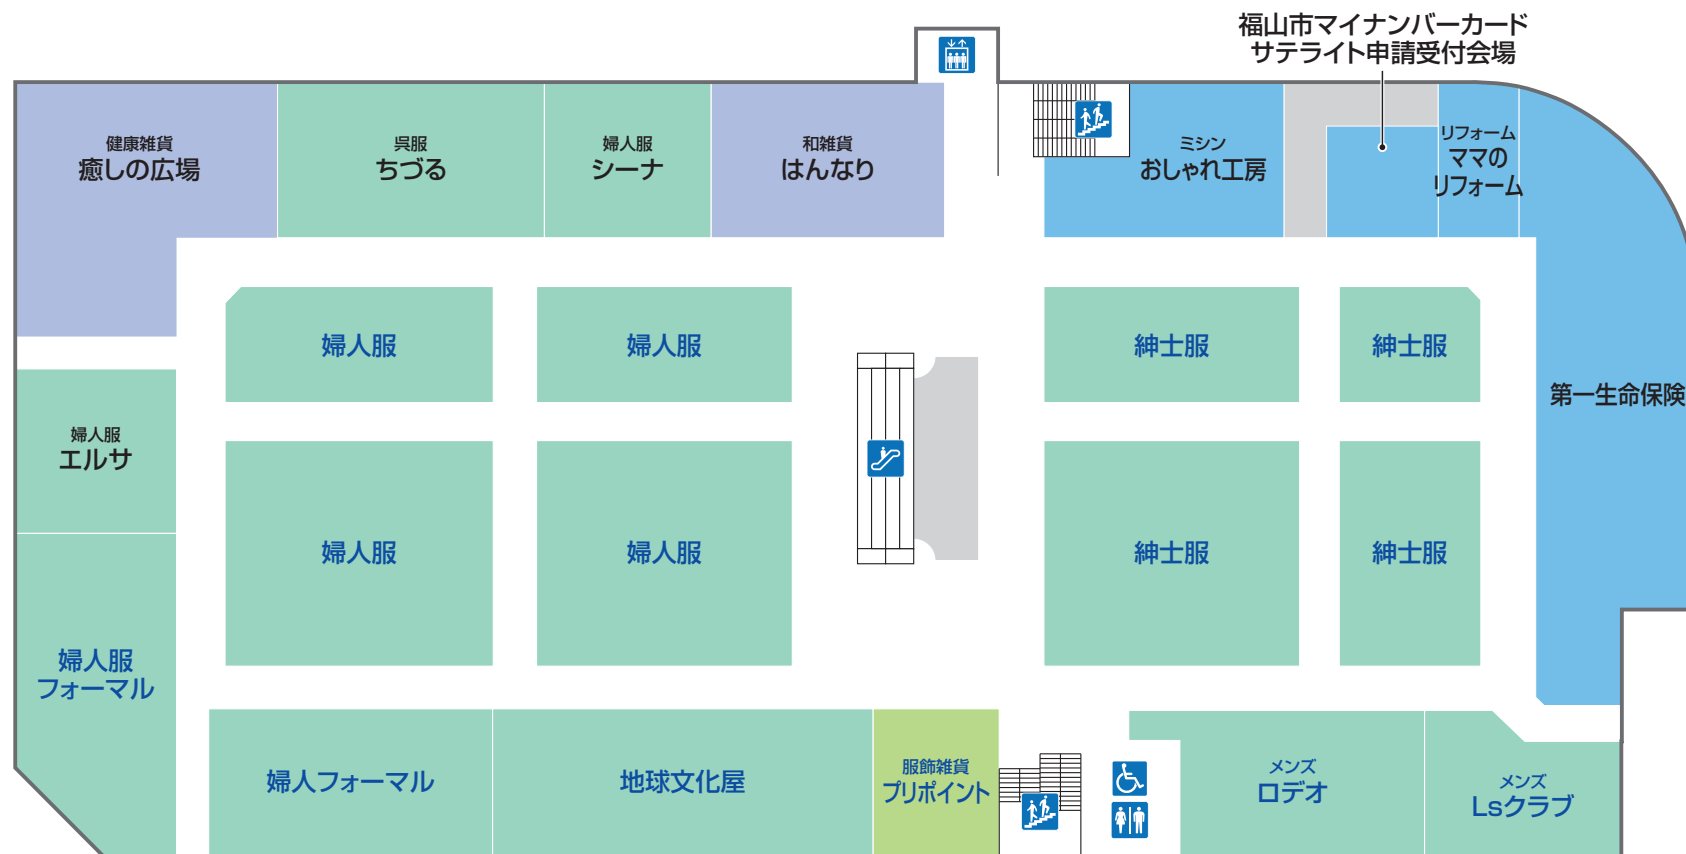 福山市マイナンバーカード
サテライト申請受付会場
健康雑貨
癒しの広場
呉服
ちづる
婦人服
シーナ
和雑貨
はんなり
ミシン
おしゃれ工房
リフォーム
ママの
リフォーム
婦人服
婦人服
紳士服
紳士服
第一生命保険
婦人服
エルサ
婦人服
婦人服
紳士服
紳士服
婦人服
フォーマル
婦人フォーマル
地球文化屋
服飾雑貨
プリポイント
メンズ
ロデオ
メンズ
Lsクラブ